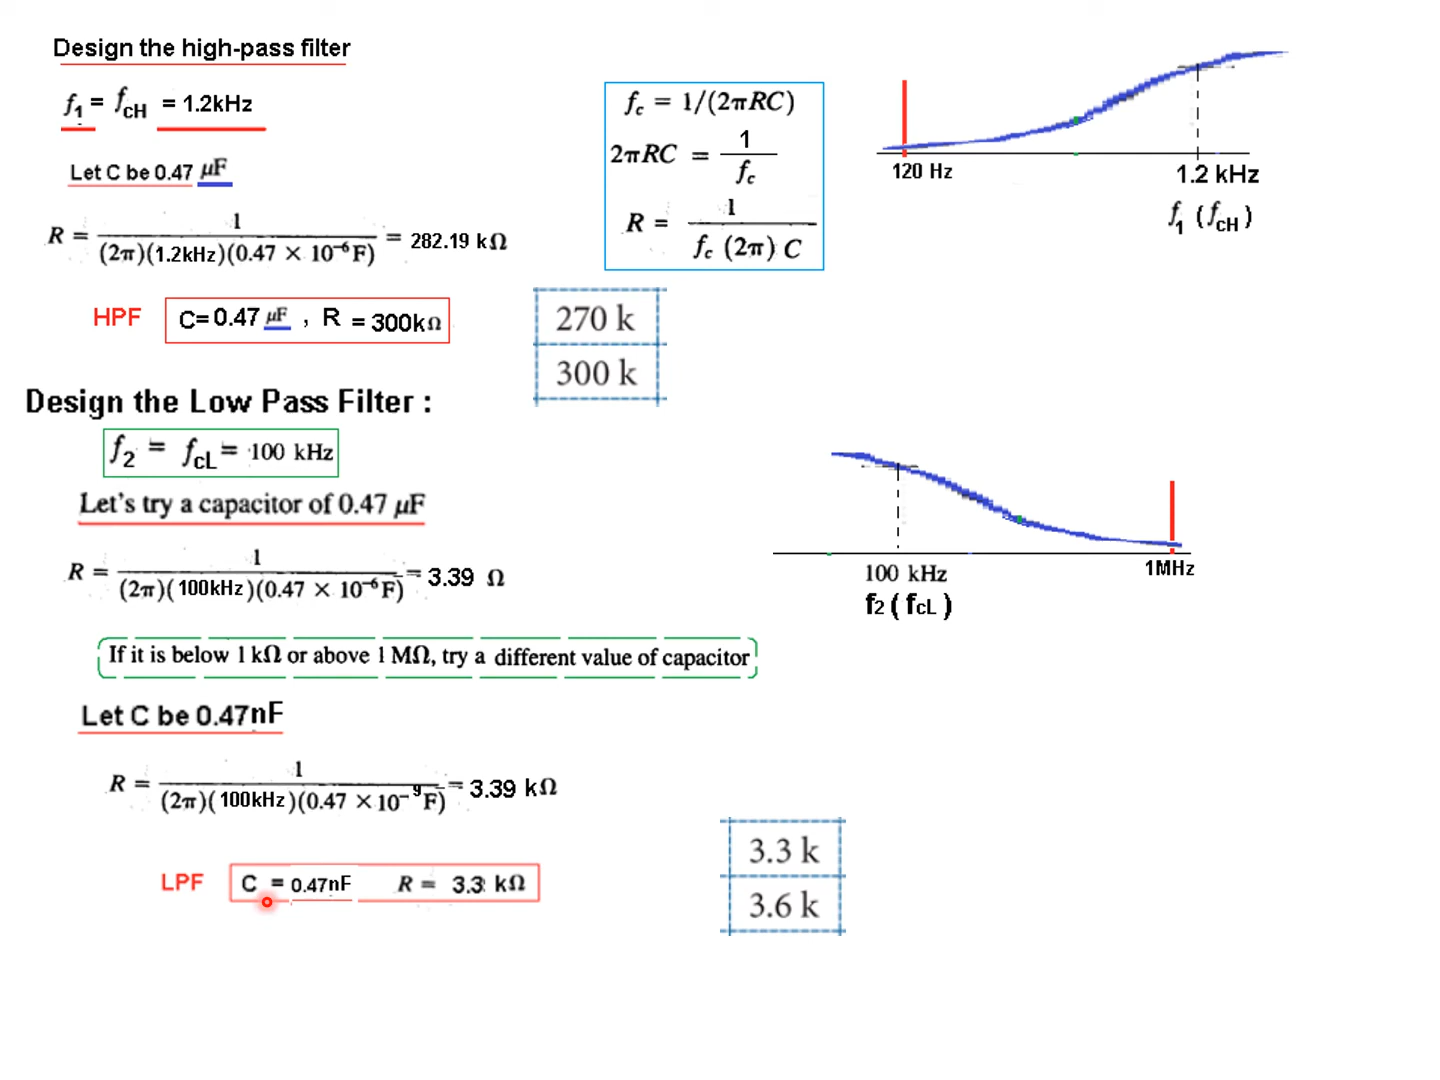 Design the high-pass filter
f1 = fcH = 1.2kHz
Let C be 0.47 μF
R = 1 / (2π)(1.2kHz)(0.47 × 10⁻⁶F) = 282.19 kΩ
HPF C= 0.47 μF , R = 300kΩ
fc = 1/(2πRC)
2πRC = 1 / fc
R = 1 / fc (2π) C
270 k
300 k
120 Hz
1.2 kHz
f1 (fcH)
Design the Low Pass Filter :
f2 = fcL = 100 kHz
Let's try a capacitor of 0.47 μF
R = 1 / (2π)( 100kHz )(0.47 × 10⁻⁶F) = 3.39 Ω
If it is below 1 kΩ or above 1 MΩ, try a different value of capacitor
Let C be 0.47nF
R = 1 / (2π)( 100kHz )(0.47 × 10⁻⁹F) = 3.39 kΩ
LPF C = 0.47nF R = 3.3 kΩ
100 kHz
1MHz
f2 ( fcL )
3.3 k
3.6 k